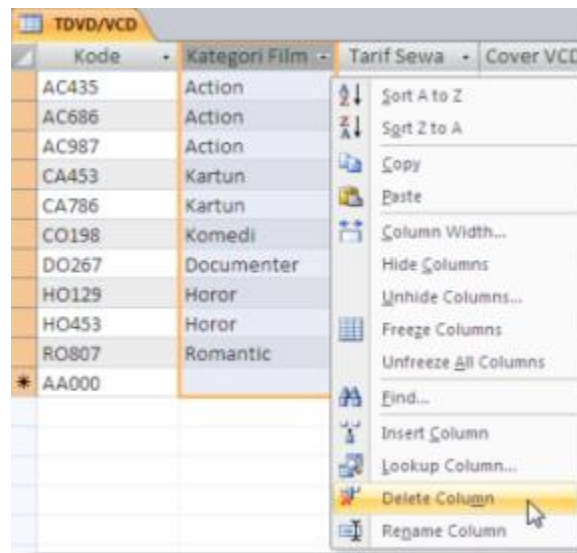 TDVD/VCD
Kode Kategori Film Tarif Sewa Cover VCD
AC435 Action
AC686 Action
AC987 Action
CA453 Kartun
CA786 Kartun
CO198 Komedi
DO267 Documenter
HO129 Horor
HO453 Horor
RO807 Romantic
AA000
Sort A to Z
Sort Z to A
Copy
Paste
Column Width...
Hide Columns
Unhide Columns...
Freeze Columns
Unfreeze All Columns
Find...
Insert Column
Lookup Column...
Delete Column
Rename Column